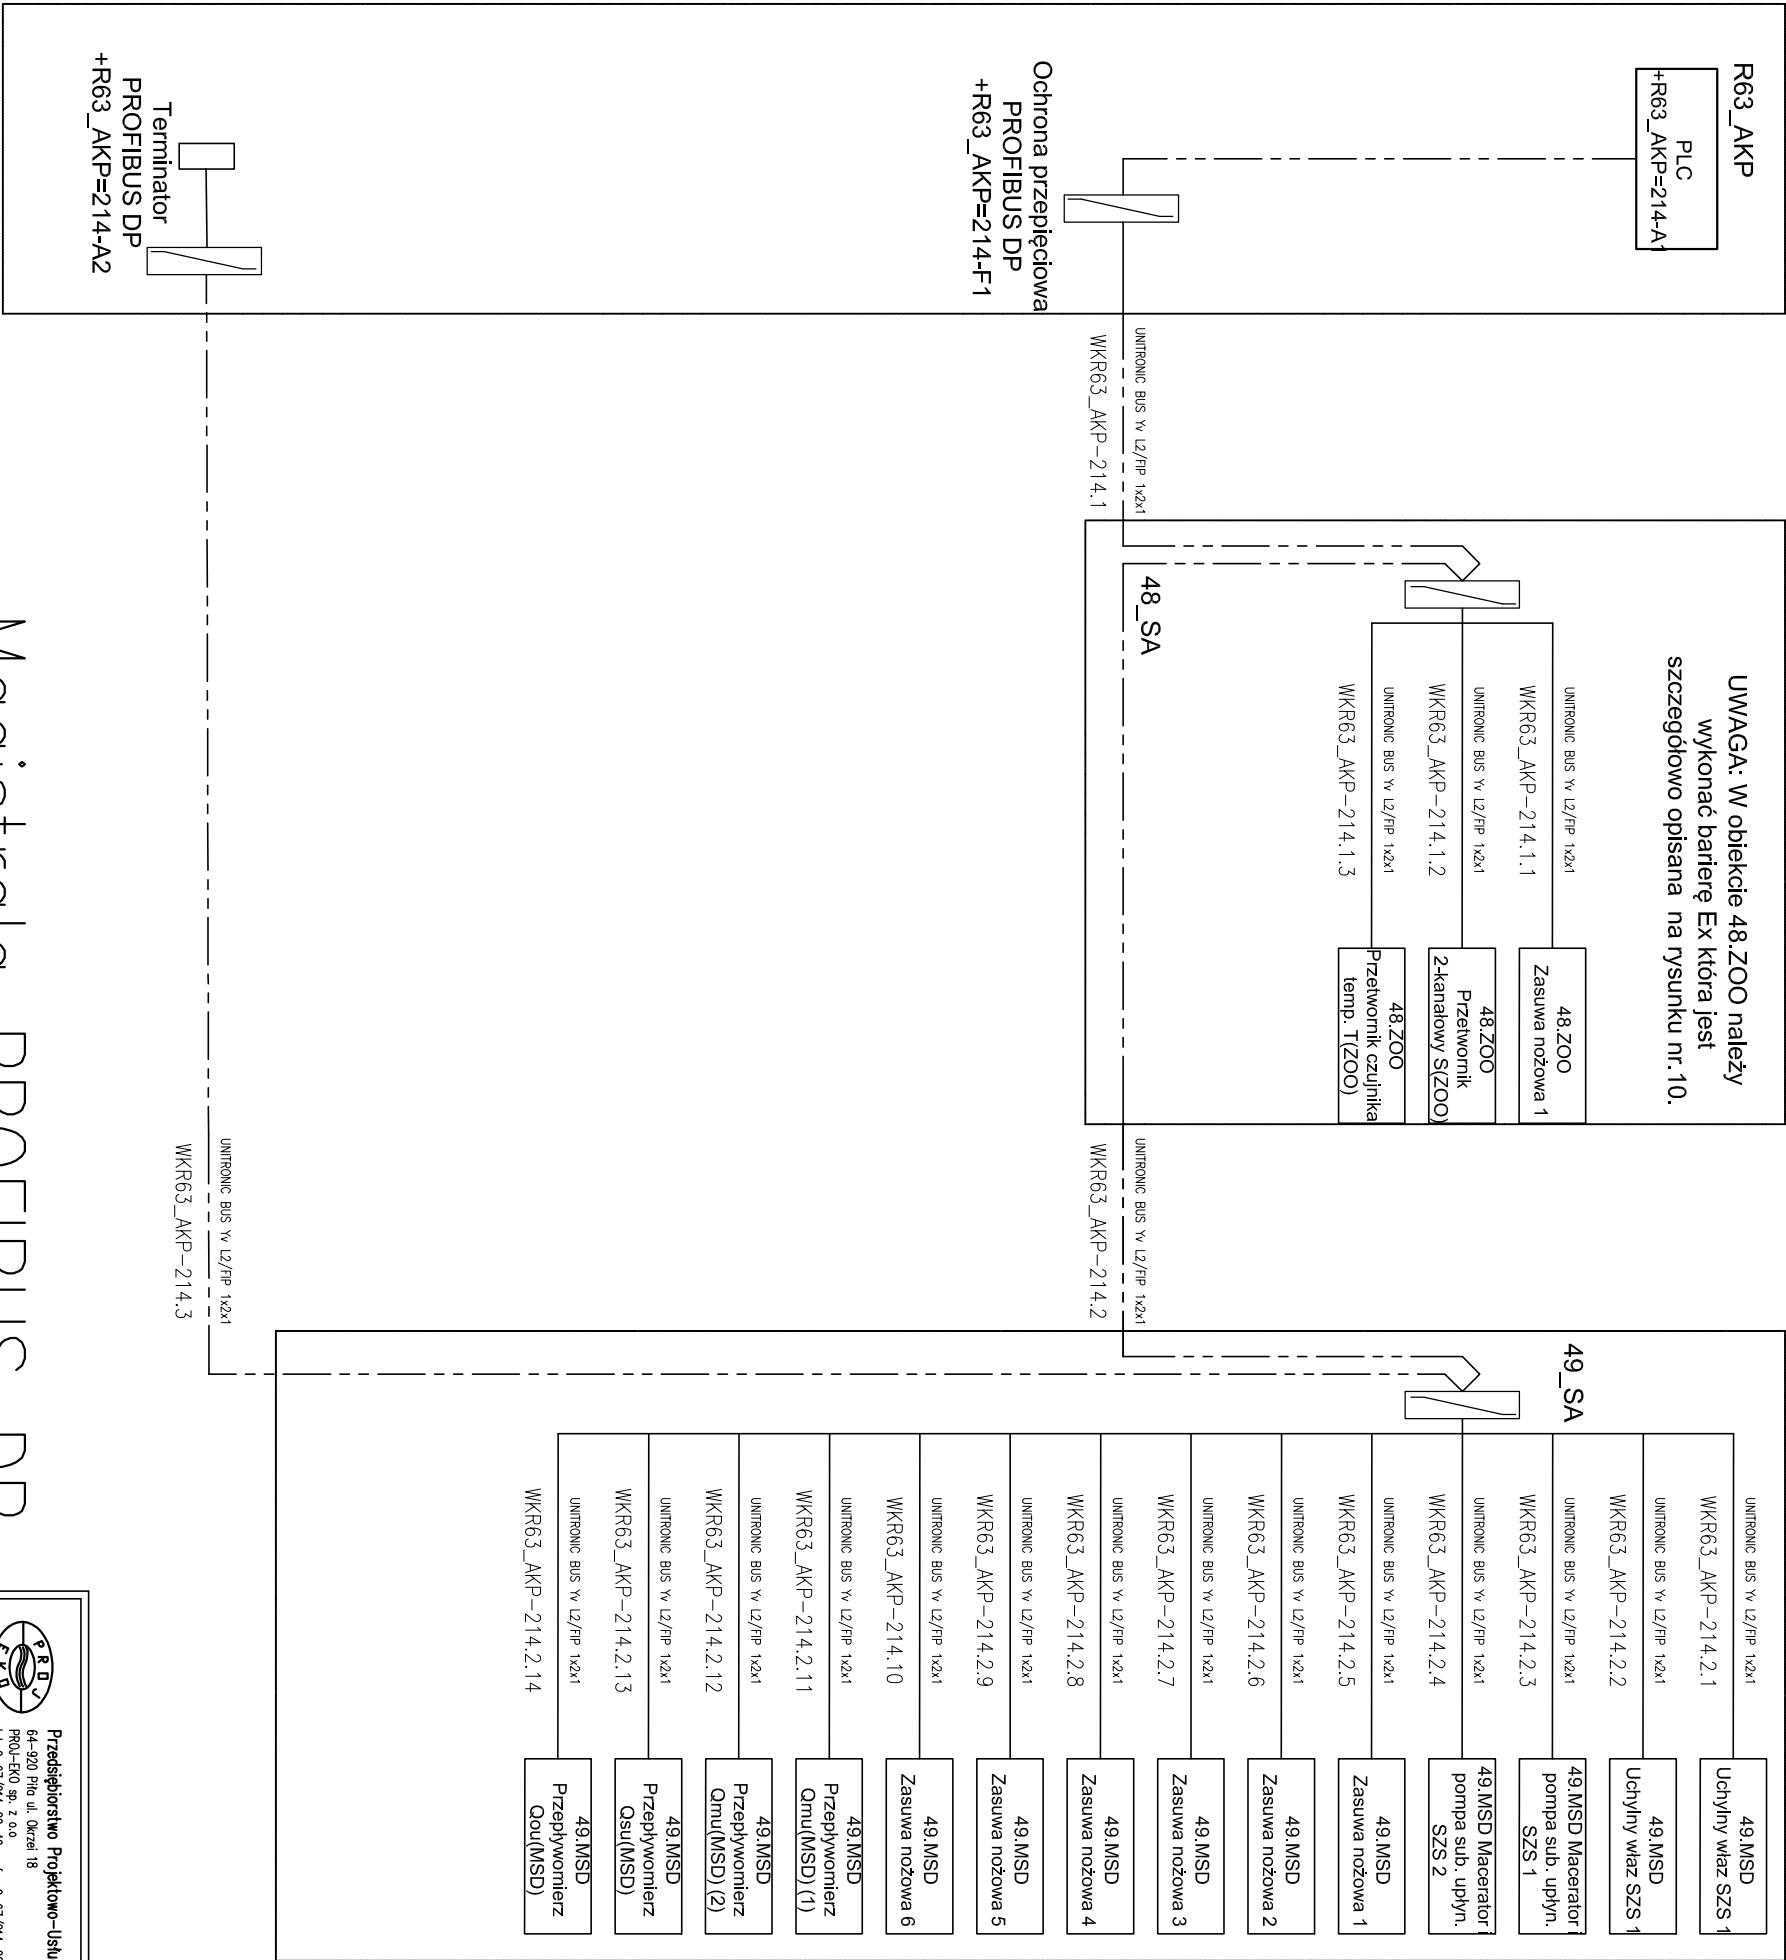 R63_AKP
PLC
+R63_AKP=214-A1
Ochrona przepięciowa
PROFIBUS DP
+R63_AKP=214-F1
Terminator
PROFIBUS DP
+R63_AKP=214-A2
UNITRONIC BUS Yv L2/FIP 1x2x1
WKR63_AKP-214.1
UWAGA: W obiekcie 48.ZOO należy
wykonać barierę Ex która jest
szczegółowo opisana na rysunku nr.10.
48_SA
UNITRONIC BUS Yv L2/FIP 1x2x1
WKR63_AKP-214.1.1
48.ZOO
Zasuwa nożowa 1
UNITRONIC BUS Yv L2/FIP 1x2x1
WKR63_AKP-214.1.2
48.ZOO
Przetwornik
2-kanałowy S(ZOO)
UNITRONIC BUS Yv L2/FIP 1x2x1
WKR63_AKP-214.1.3
48.ZOO
Przetwornik czujnika
temp. T(ZOO)
UNITRONIC BUS Yv L2/FIP 1x2x1
WKR63_AKP-214.2
UNITRONIC BUS Yv L2/FIP 1x2x1
WKR63_AKP-214.3
49_SA
UNITRONIC BUS Yv L2/FIP 1x2x1
WKR63_AKP-214.2.1
49.MSD
Uchylny właz SZS 1
UNITRONIC BUS Yv L2/FIP 1x2x1
WKR63_AKP-214.2.2
49.MSD
Uchylny właz SZS 1
UNITRONIC BUS Yv L2/FIP 1x2x1
WKR63_AKP-214.2.3
49.MSD Macerator i
pompa sub. upłyn.
SZS 1
UNITRONIC BUS Yv L2/FIP 1x2x1
WKR63_AKP-214.2.4
49.MSD Macerator i
pompa sub. upłyn.
SZS 2
UNITRONIC BUS Yv L2/FIP 1x2x1
WKR63_AKP-214.2.5
49.MSD
Zasuwa nożowa 1
UNITRONIC BUS Yv L2/FIP 1x2x1
WKR63_AKP-214.2.6
49.MSD
Zasuwa nożowa 2
UNITRONIC BUS Yv L2/FIP 1x2x1
WKR63_AKP-214.2.7
49.MSD
Zasuwa nożowa 3
UNITRONIC BUS Yv L2/FIP 1x2x1
WKR63_AKP-214.2.8
49.MSD
Zasuwa nożowa 4
UNITRONIC BUS Yv L2/FIP 1x2x1
WKR63_AKP-214.2.9
49.MSD
Zasuwa nożowa 5
UNITRONIC BUS Yv L2/FIP 1x2x1
WKR63_AKP-214.10
49.MSD
Zasuwa nożowa 6
UNITRONIC BUS Yv L2/FIP 1x2x1
WKR63_AKP-214.2.11
49.MSD
Przepływomierz
Qmu(MSD) (1)
UNITRONIC BUS Yv L2/FIP 1x2x1
WKR63_AKP-214.2.12
49.MSD
Przepływomierz
Qmu(MSD) (2)
UNITRONIC BUS Yv L2/FIP 1x2x1
WKR63_AKP-214.2.13
49.MSD
Przepływomierz
Qsu(MSD)
UNITRONIC BUS Yv L2/FIP 1x2x1
WKR63_AKP-214.2.14
49.MSD
Przepływomierz
Qou(MSD)
Magistrala PROFIBUS DP
PROJ
EKO
Przedsiębiorstwo Projektowo-Usłu
64-920 Piła ul. Okrzei 18
PROJ-EKO sp. z o.o